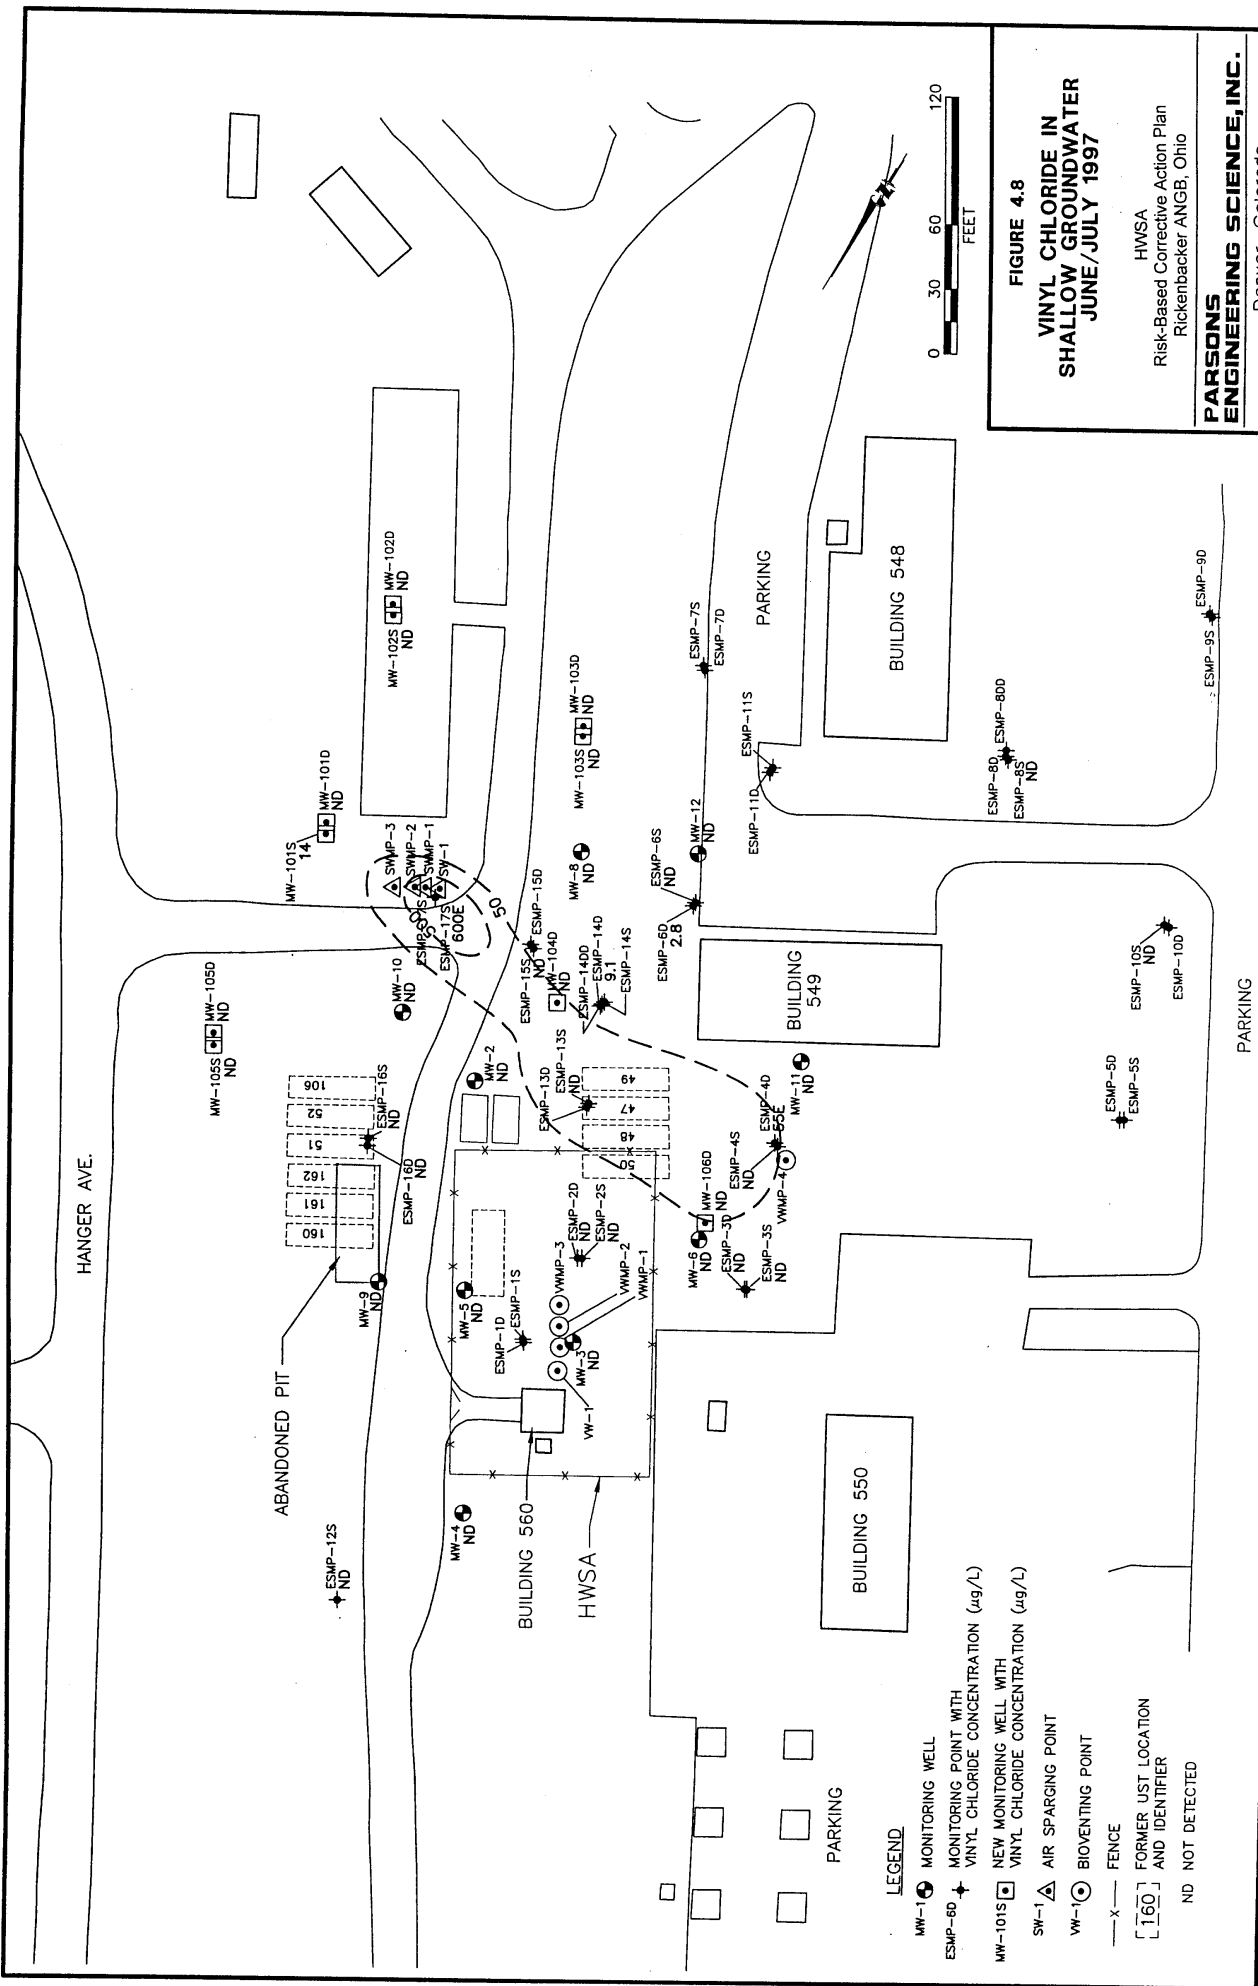 HANGER AVE.
ABANDONED PIT
ESMP-12S
ND
MW-9
ND
160
161
162
51
52
106
ESMP-16D
ND
ESMP-16S
ND
MW-105S
ND
MW-105D
ND
MW-10
ND
MW-101S
14
MW-101D
ND
SWMP-3
SWMP-2
SWMP-1
SW-1
ESMP-17S
600E
500
50
MW-102S
ND
MW-102D
ND
MW-4
ND
MW-5
ND
MW-2
ND
ESMP-1D
ESMP-1S
BUILDING 560
HWSA
VW-1
MW-3
ND
VWMP-3
VWMP-2
VWMP-1
ESMP-2D
ND
ESMP-2S
ND
ESMP-13D
ESMP-13S
ND
50
48
47
49
ESMP-15S
ND
ESMP-15D
MW-104D
ND
ESMP-14DD
ESMP-14D
9.1
ESMP-14S
MW-8
ND
MW-103S
ND
MW-103D
ND
MW-6
ND
MW-106D
ND
ESMP-3D
ND
ESMP-3S
ND
ESMP-4S
ND
ESMP-4D
55E
VWMP-4
MW-11
ND
ESMP-6D
2.8
ESMP-6S
ND
MW-12
ND
ESMP-7S
ESMP-7D
ESMP-11D
ESMP-11S
PARKING
BUILDING 548
BUILDING
549
BUILDING 550
ESMP-8D
ESMP-8DD
ESMP-8S
ND
ESMP-9S
ESMP-9D
ESMP-10S
ND
ESMP-10D
ESMP-5D
ESMP-5S
PARKING
PARKING
LEGEND
MW-1 MONITORING WELL
ESMP-6D MONITORING POINT WITH
VINYL CHLORIDE CONCENTRATION (µg/L)
MW-101S NEW MONITORING WELL WITH
VINYL CHLORIDE CONCENTRATION (µg/L)
SW-1 AIR SPARGING POINT
VW-1 BIOVENTING POINT
—x— FENCE
160 FORMER UST LOCATION
AND IDENTIFIER
ND NOT DETECTED
0 30 60 120
FEET
FIGURE 4.8
VINYL CHLORIDE IN
SHALLOW GROUNDWATER
JUNE/JULY 1997
HWSA
Risk-Based Corrective Action Plan
Rickenbacker ANGB, Ohio
PARSONS
ENGINEERING SCIENCE, INC.